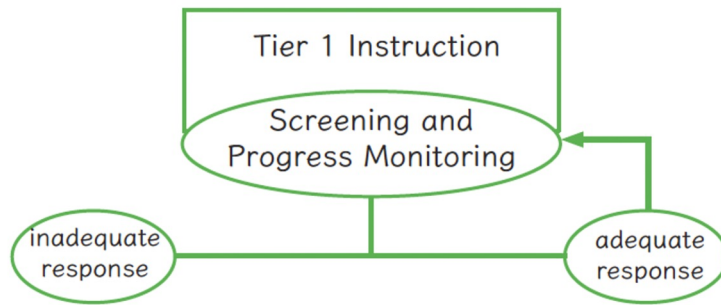 Tier 1 Instruction
Screening and
Progress Monitoring
inadequate
response
adequate
response